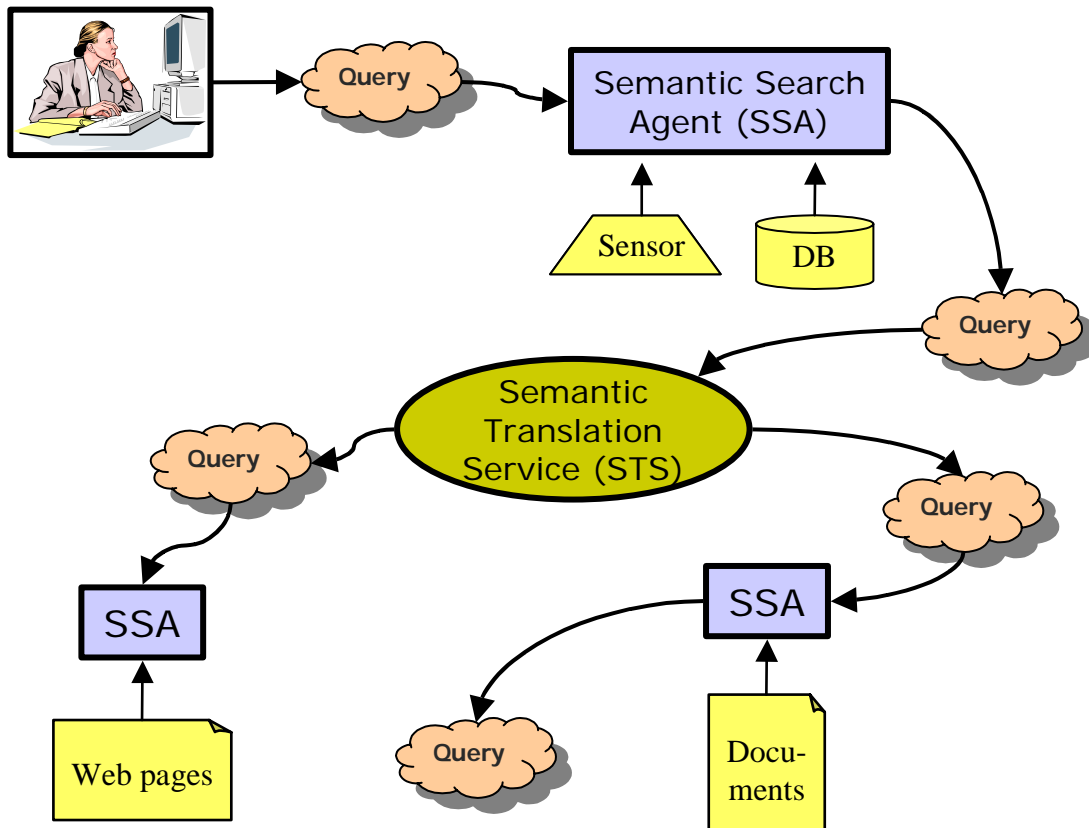 Query
Semantic Search
Agent (SSA)
Sensor
DB
Query
Semantic
Translation
Service (STS)
Query
Query
SSA
SSA
Web pages
Query
Docu-
ments